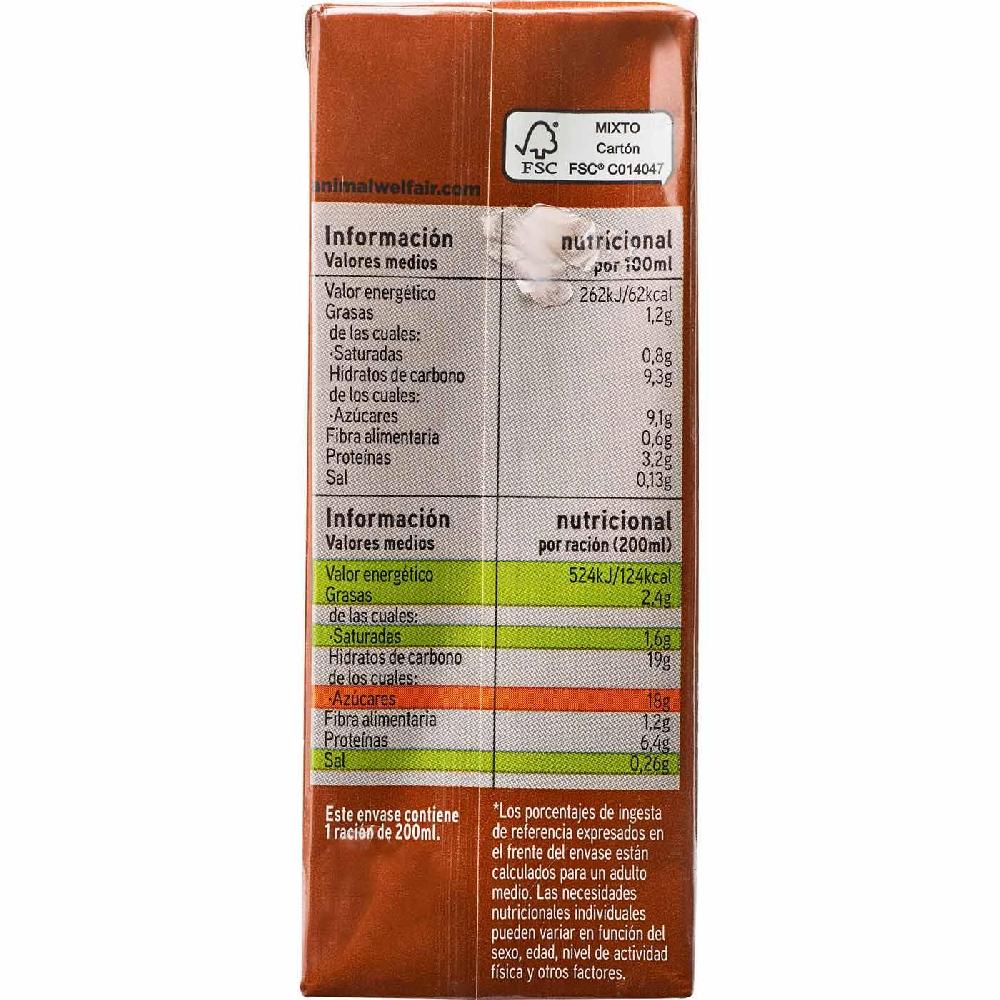 MIXTO
Cartón
FSC FSC® C014047
animalwelfair.com
Información nutricional
Valores medios por 100ml
Valor energético 262kJ/62kcal
Grasas 1,2g
de las cuales:
·Saturadas 0,8g
Hidratos de carbono 9,3g
de los cuales:
·Azúcares 9,1g
Fibra alimentaria 0,6g
Proteínas 3,2g
Sal 0,13g
Información nutricional
Valores medios por ración (200ml)
Valor energético 524kJ/124kcal
Grasas 2,4g
de las cuales:
·Saturadas 1,6g
Hidratos de carbono 19g
de los cuales:
·Azúcares 18g
Fibra alimentaria 1,2g
Proteínas 6,4g
Sal 0,26g
Este envase contiene
1 ración de 200ml.
*Los porcentajes de ingesta
de referencia expresados en
el frente del envase están
calculados para un adulto
medio. Las necesidades
nutricionales individuales
pueden variar en función del
sexo, edad, nivel de actividad
física y otros factores.